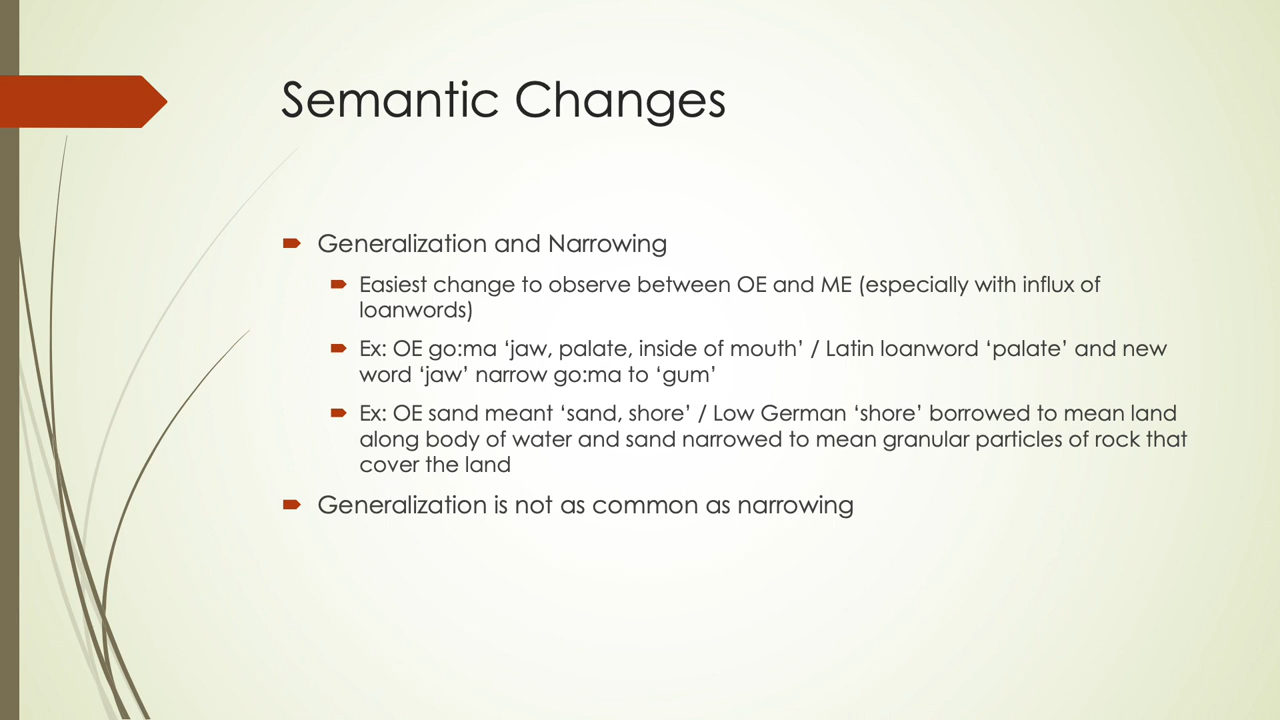 Semantic Changes
Generalization and Narrowing
Easiest change to observe between OE and ME (especially with influx of
loanwords)
Ex: OE go:ma ‘jaw, palate, inside of mouth’ / Latin loanword ‘palate’ and new
word ‘jaw’ narrow go:ma to ‘gum’
Ex: OE sand meant ‘sand, shore’ / Low German ‘shore’ borrowed to mean land
along body of water and sand narrowed to mean granular particles of rock that
cover the land
Generalization is not as common as narrowing